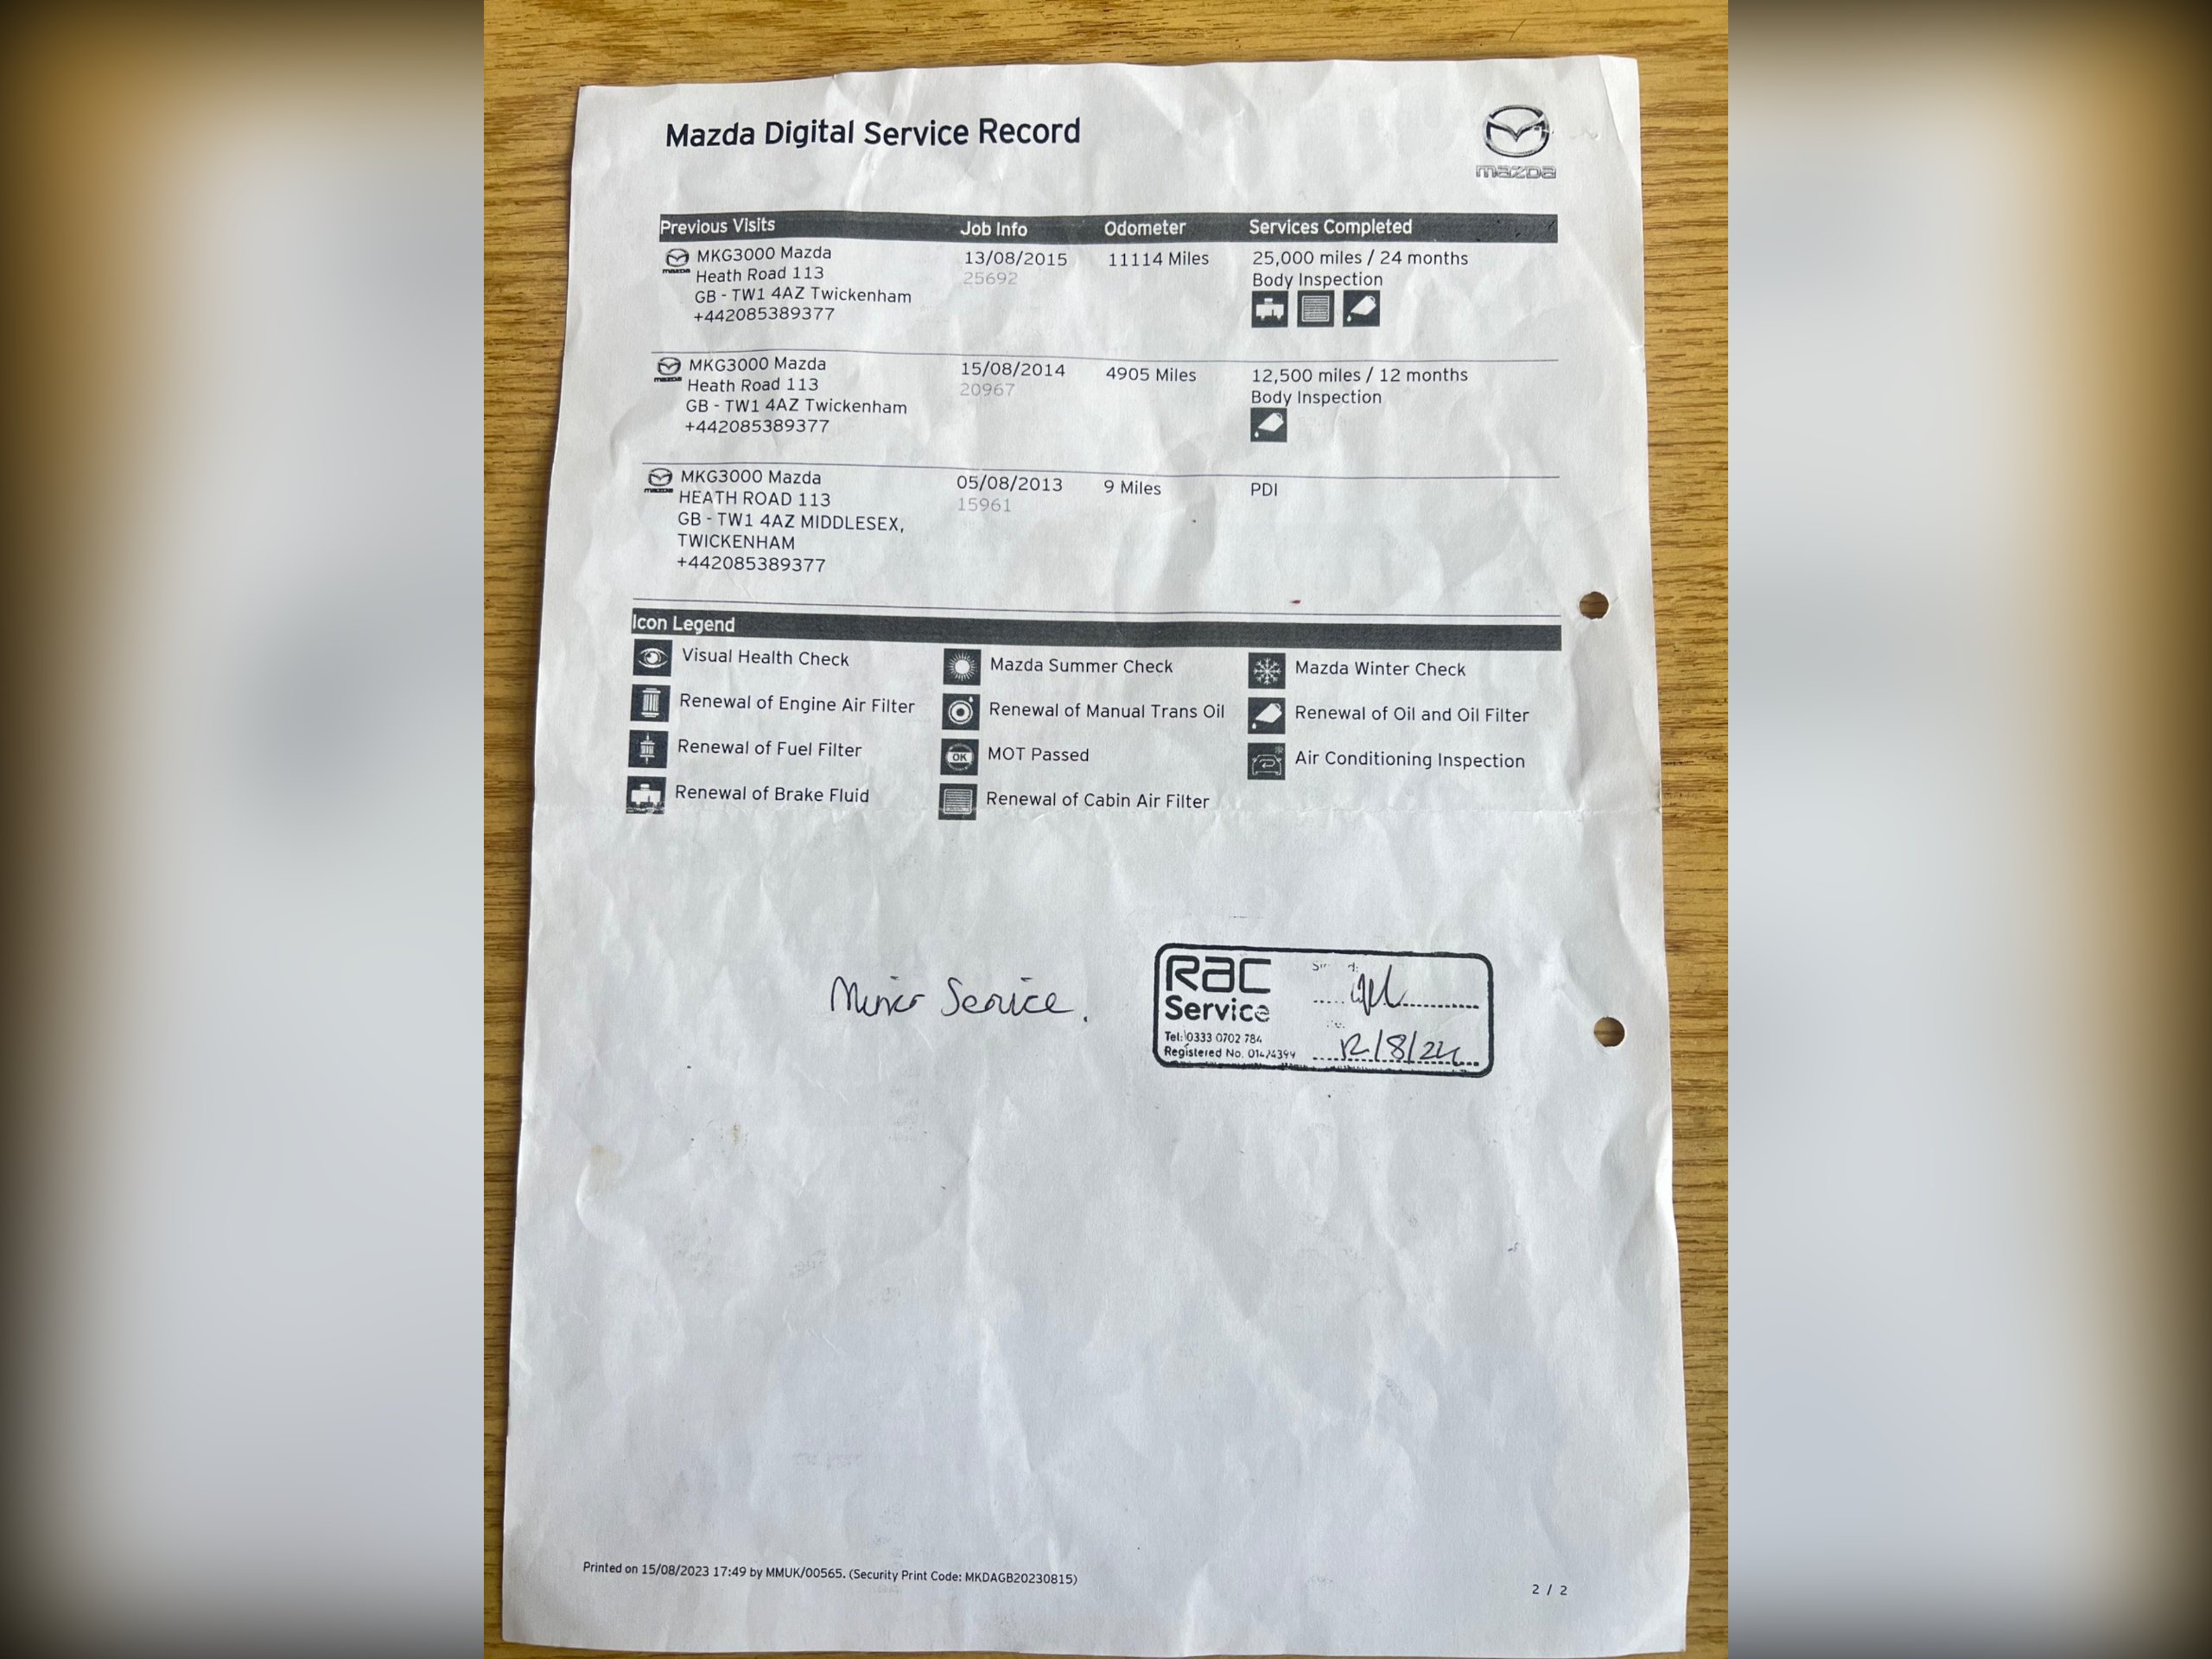 Mazda Digital Service Record
mazda
Previous Visits Job Info Odometer Services Completed
MKG3000 Mazda 13/08/2015 11114 Miles 25,000 miles / 24 months
Heath Road 113 25692 Body Inspection
GB - TW1 4AZ Twickenham
+442085389377
MKG3000 Mazda 15/08/2014 4905 Miles 12,500 miles / 12 months
Heath Road 113 20967 Body Inspection
GB - TW1 4AZ Twickenham
+442085389377
MKG3000 Mazda 05/08/2013 9 Miles PDI
HEATH ROAD 113 15961
GB - TW1 4AZ MIDDLESEX,
TWICKENHAM
+442085389377
Icon Legend
Visual Health Check Mazda Summer Check Mazda Winter Check
Renewal of Engine Air Filter Renewal of Manual Trans Oil Renewal of Oil and Oil Filter
Renewal of Fuel Filter OK MOT Passed Air Conditioning Inspection
Renewal of Brake Fluid Renewal of Cabin Air Filter
Minor Service.
RAC
Service
Tel: 0333 0702 784
Registered No.
12/8/24
Printed on 15/08/2023 17:49 by MMUK/00565. (Security Print Code: MKDAGB20230815)
2 / 2